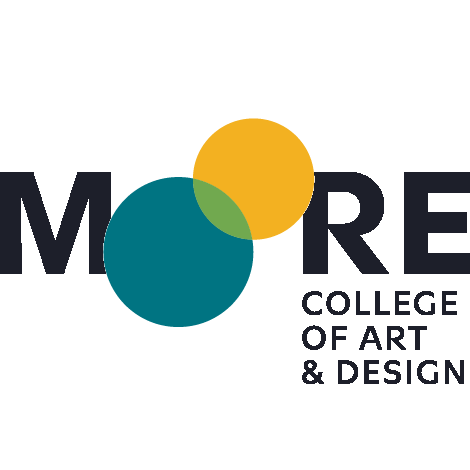 MOORE
COLLEGE
OF ART
& DESIGN